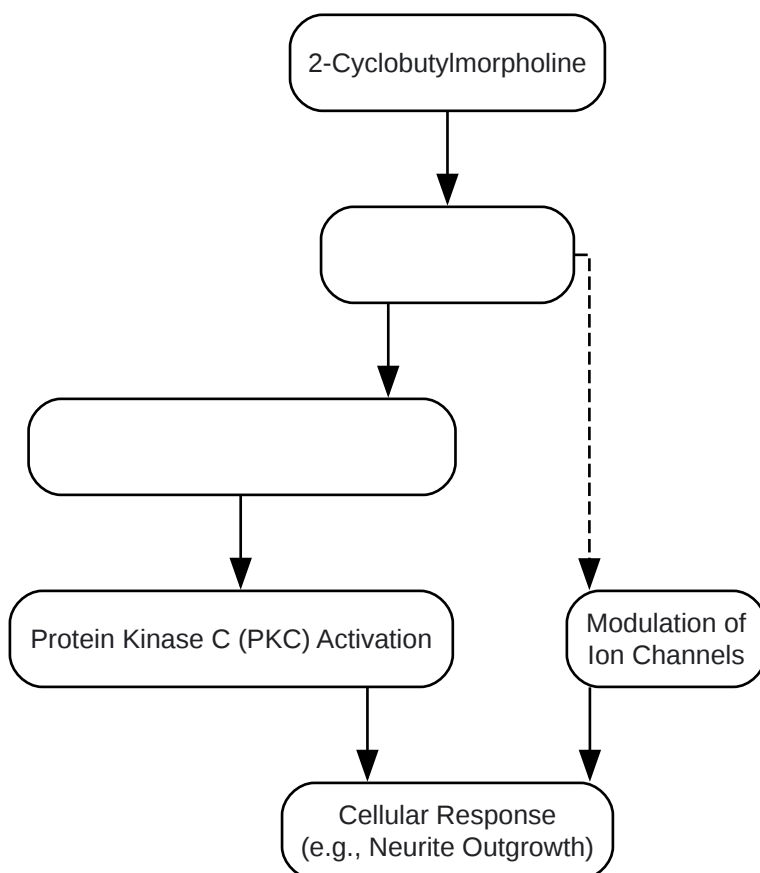 2-Cyclobutylmorpholine
Protein Kinase C (PKC) Activation
Modulation of
Ion Channels
Cellular Response
(e.g., Neurite Outgrowth)